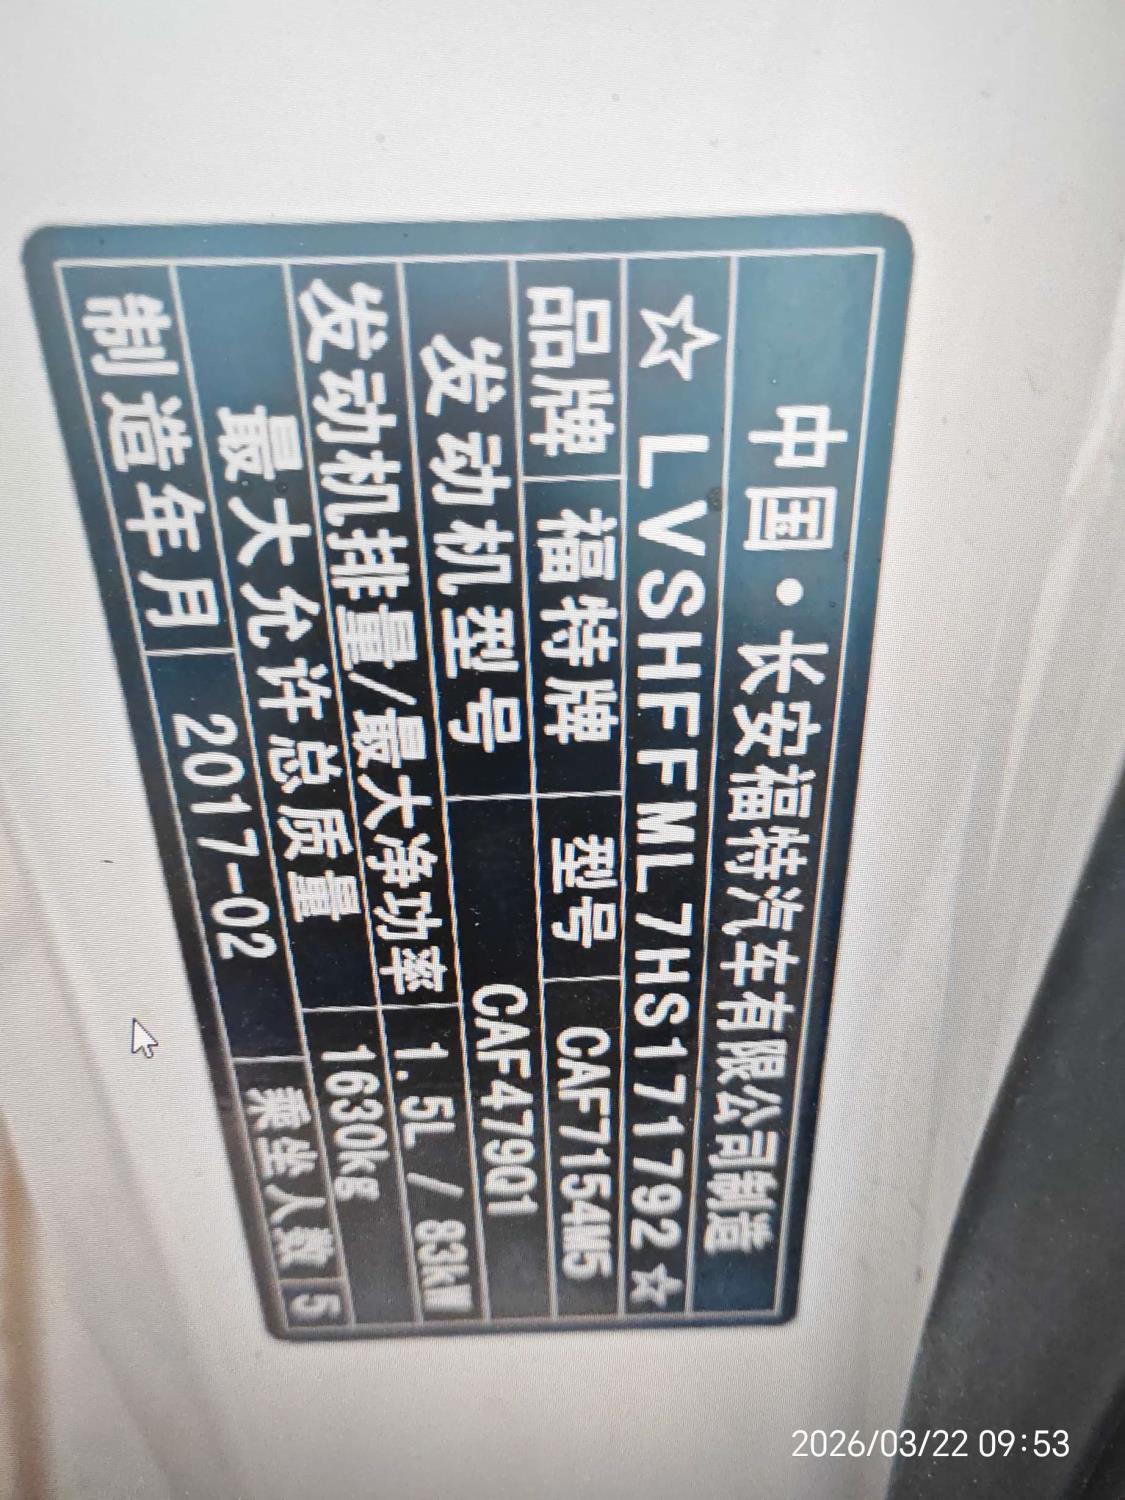 中国·长安福特汽车有限公司制造
☆LVSHFFML7HS171792☆
品牌 福特牌 型号 CAF7154M5
发动机型号 CAF479Q1
发动机排量/最大净功率 1.5L / 83kW
最大允许总质量 1630kg
制造年月 2017-02 乘坐人数 5
2026/03/22 09:53